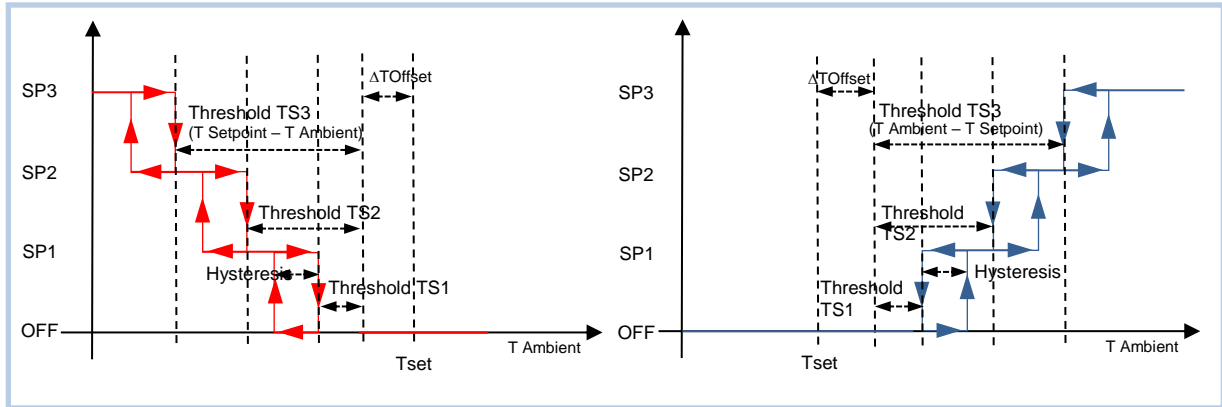 SP3
SP2
SP1
OFF
ΔTOffset
Threshold TS3
(T Setpoint – T Ambient)
Threshold TS2
Hysteresis
Threshold TS1
T Ambient
Tset
SP3
SP2
SP1
OFF
ΔTOffset
Threshold TS3
(T Ambient – T Setpoint)
Threshold
TS2
Hysteresis
Threshold
TS1
T Ambient
Tset